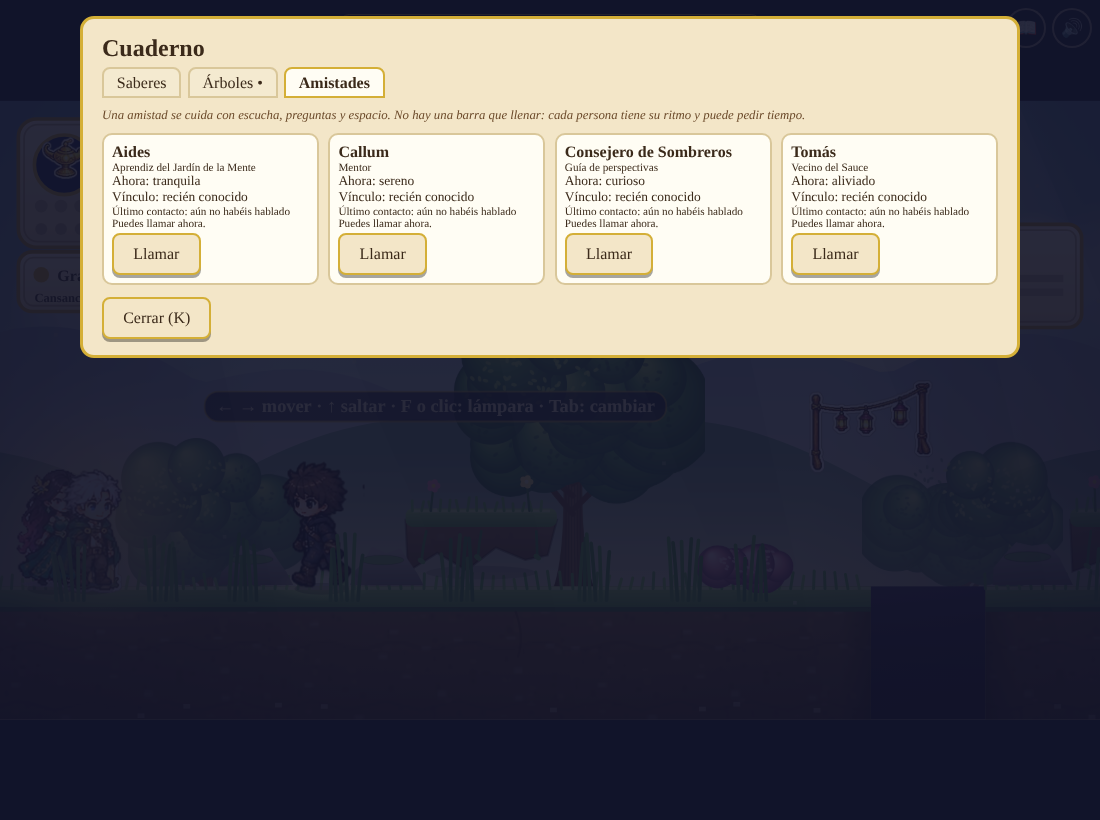 Cuaderno
Saberes
Árboles •
Amistades
Una amistad se cuida con escucha, preguntas y espacio. No hay una barra que llenar: cada persona tiene su ritmo y puede pedir tiempo.
Aides
Aprendiz del Jardín de la Mente
Ahora: tranquila
Vínculo: recién conocido
Último contacto: aún no habéis hablado
Puedes llamar ahora.
Llamar
Callum
Mentor
Ahora: sereno
Vínculo: recién conocido
Último contacto: aún no habéis hablado
Puedes llamar ahora.
Llamar
Consejero de Sombreros
Guía de perspectivas
Ahora: curioso
Vínculo: recién conocido
Último contacto: aún no habéis hablado
Puedes llamar ahora.
Llamar
Tomás
Vecino del Sauce
Ahora: aliviado
Vínculo: recién conocido
Último contacto: aún no habéis hablado
Puedes llamar ahora.
Llamar
Cerrar (K)
← → mover · ↑ saltar · F o clic: lámpara · Tab: cambiar